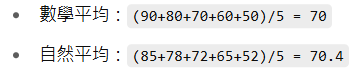 • 數學平均：(90+80+70+60+50)/5 = 70
• 自然平均：(85+78+72+65+52)/5 = 70.4